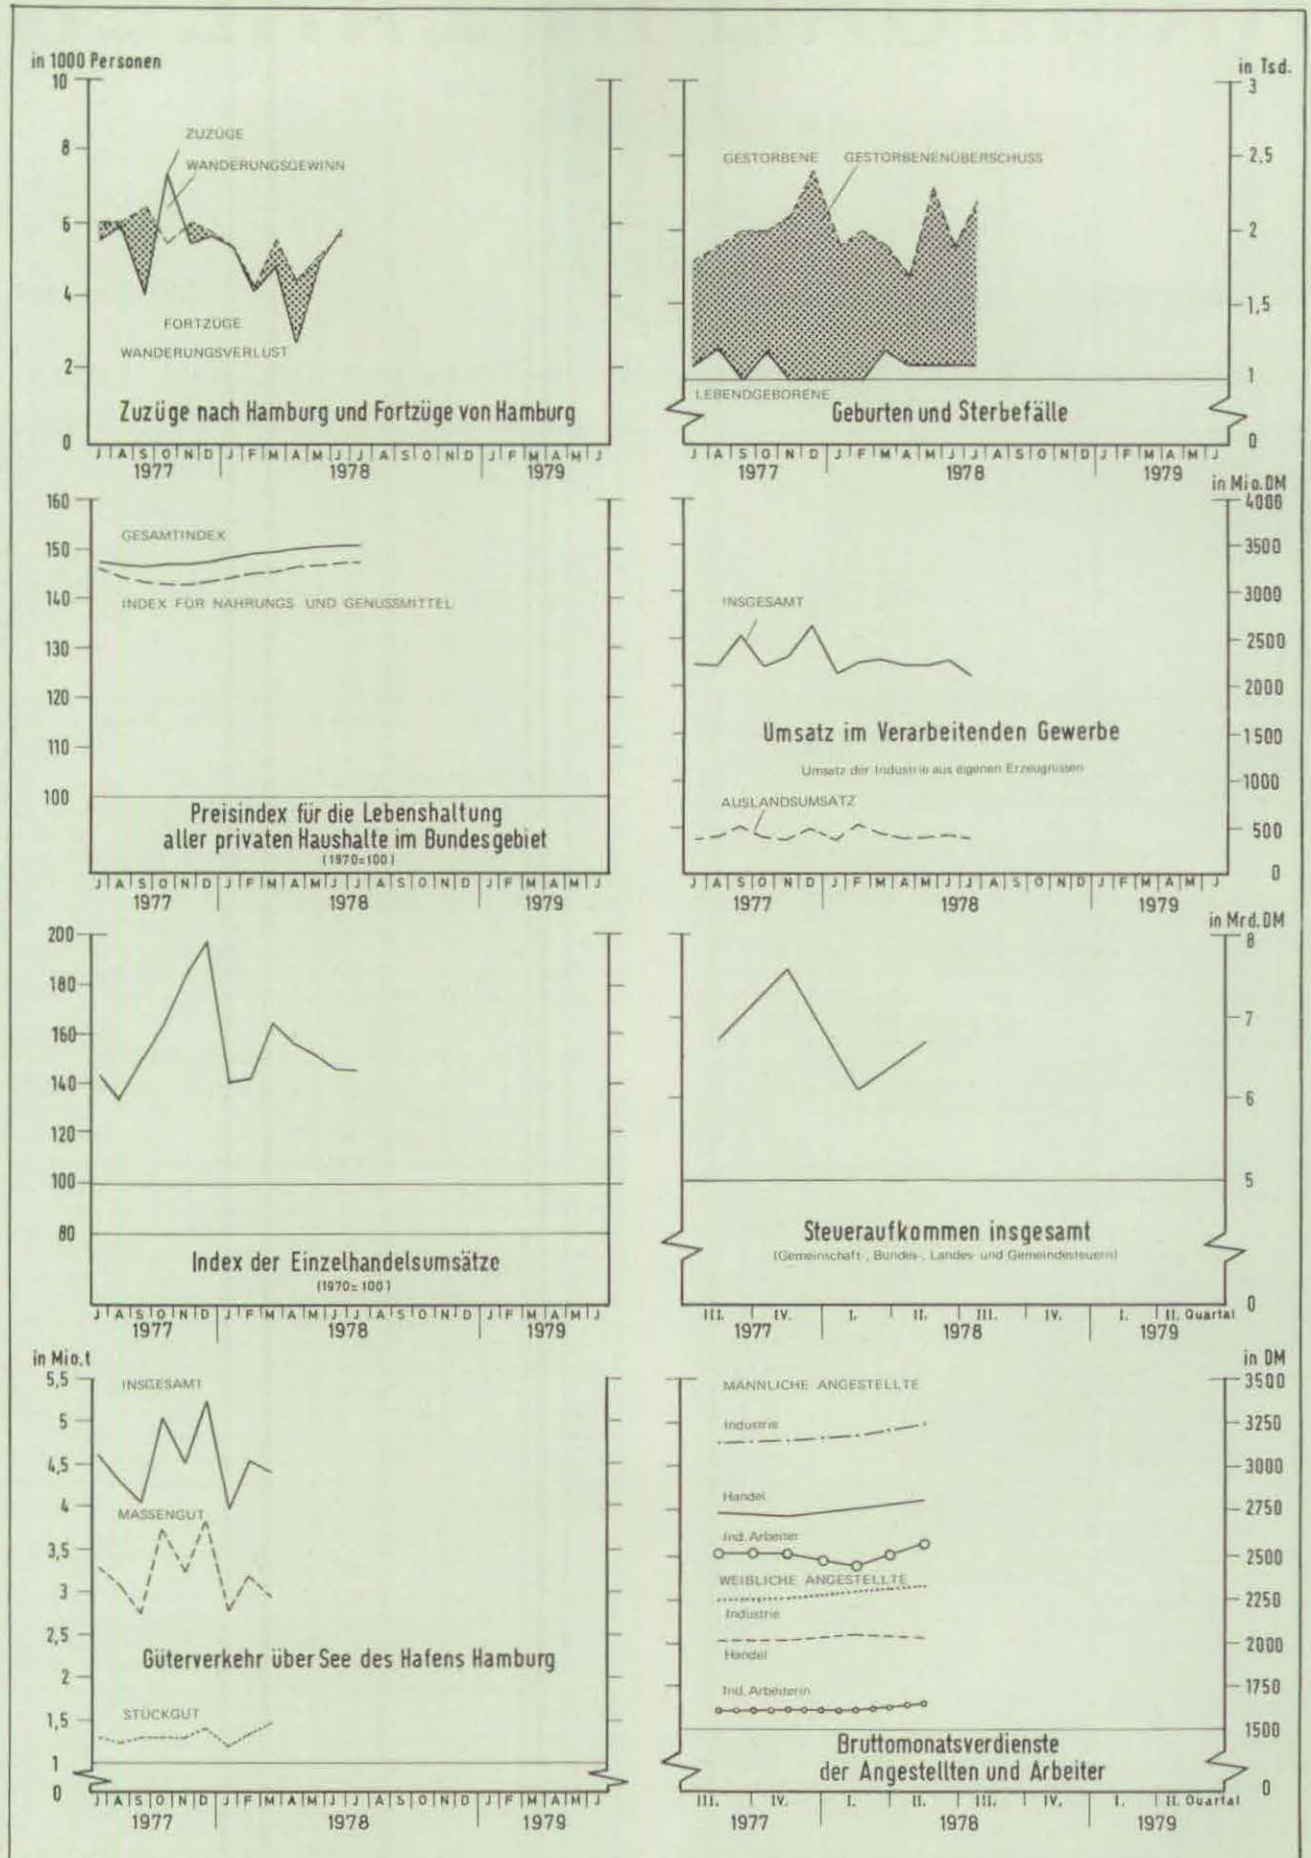 in 1000 Personen
10
8
6
4
2
0
ZUZÜGE
WANDERUNGSGEWINN
FORTZÜGE
WANDERUNGSVERLUST
Zuzüge nach Hamburg und Fortzüge von Hamburg
J A S O N D J F M A M J J A S O N D J F M A M J
1977 1978 1979
in Tsd.
3
2,5
2
1,5
1
0
GESTORBENE GESTORBENENÜBERSCHUSS
LEBENDGEBORENE
Geburten und Sterbefälle
J A S O N D J F M A M J J A S O N D J F M A M J
1977 1978 1979
160
150
140
130
120
110
100
GESAMTINDEX
INDEX FÜR NAHRUNGS UND GENUSSMITTEL
Preisindex für die Lebenshaltung
aller privaten Haushalte im Bundesgebiet
(1970=100)
J A S O N D J F M A M J J A S O N D J F M A M J
1977 1978 1979
in Mio.DM
4000
3500
3000
2500
2000
1500
1000
500
0
INSGESAMT
Umsatz im Verarbeitenden Gewerbe
Umsatz der Industrie aus eigenen Erzeugnissen
AUSLANDSUMSATZ
J A S O N D J F M A M J J A S O N D J F M A M J
1977 1978 1979
200
180
160
140
120
100
80
Index der Einzelhandelsumsätze
(1970=100)
J A S O N D J F M A M J J A S O N D J F M A M J
1977 1978 1979
in Mrd.DM
8
7
6
5
0
Steueraufkommen insgesamt
(Gemeinschaft-, Bundes-, Landes- und Gemeindesteuern)
III. IV. I. II. III. IV. I. II. Quartal
1977 1978 1979
in Mio.t
5,5
5
4,5
4
3,5
3
2,5
2
1,5
1
0
INSGESAMT
MASSENGUT
Güterverkehr über See des Hafens Hamburg
STÜCKGUT
J A S O N D J F M A M J J A S O N D J F M A M J
1977 1978 1979
in DM
3500
3250
3000
2750
2500
2250
2000
1750
1500
0
MÄNNLICHE ANGESTELLTE
Industrie
Handel
Ind. Arbeiter
WEIBLICHE ANGESTELLTE
Industrie
Handel
Ind. Arbeiterin
Bruttomonatsverdienste
der Angestellten und Arbeiter
III. IV. I. II. III. IV. I. II. Quartal
1977 1978 1979